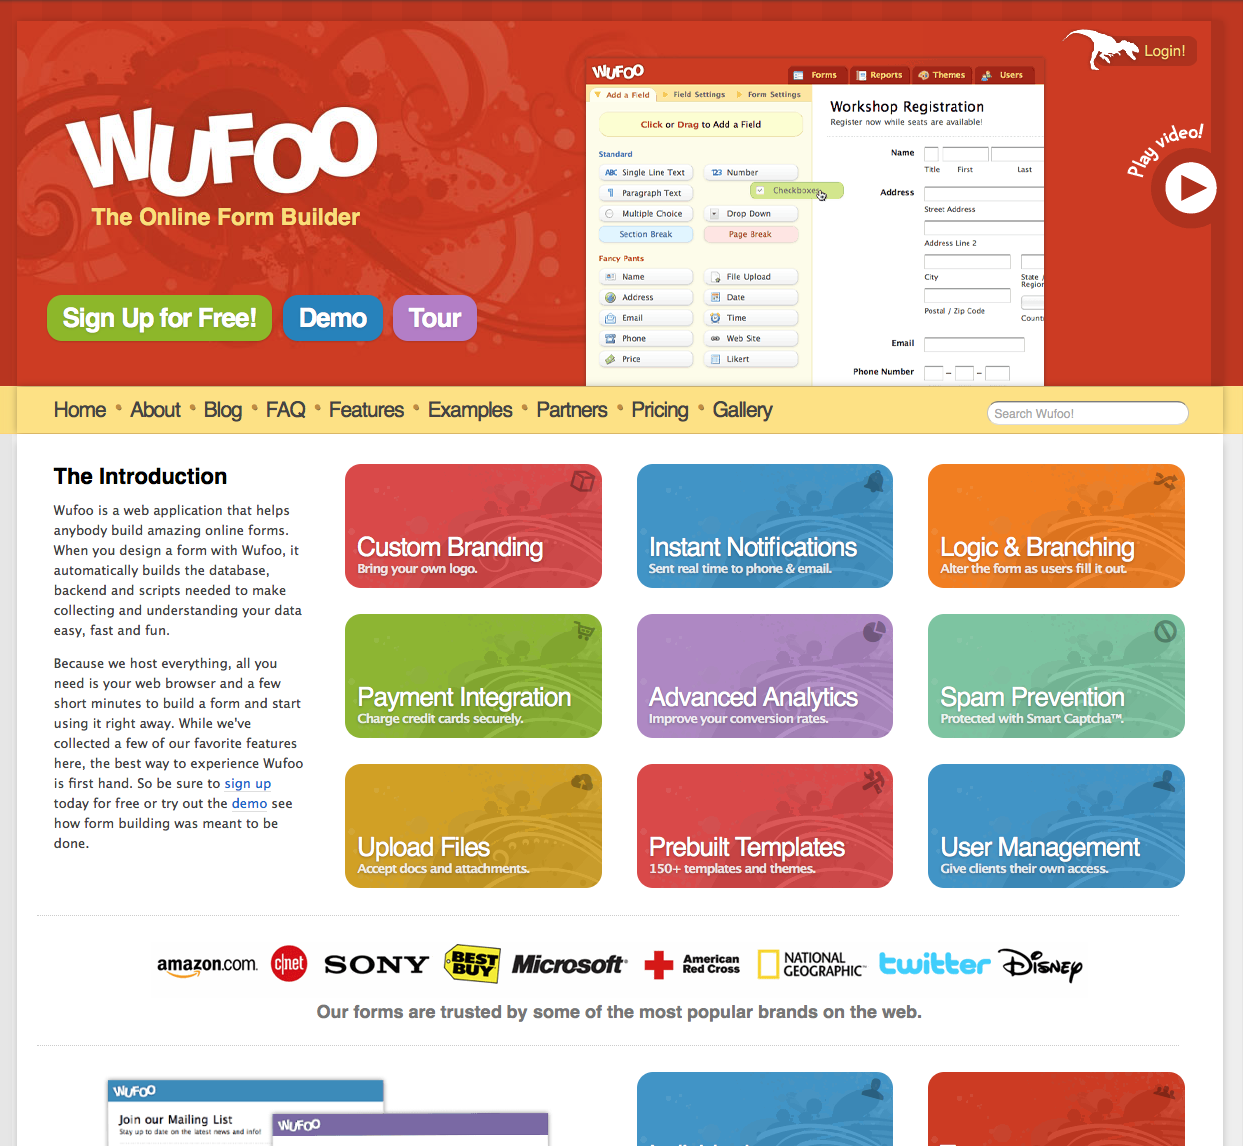 Login!
Play video!
WUFOO
The Online Form Builder
Sign Up for Free!
Demo
Tour
WUFOO
Forms
Reports
Themes
Users
Add a Field
Field Settings
Form Settings
Click or Drag to Add a Field
Standard
ABC Single Line Text
123 Number
Paragraph Text
Checkboxes
Multiple Choice
Drop Down
Section Break
Page Break
Fancy Pants
Name
File Upload
Address
Date
Email
Time
Phone
Web Site
Price
Likert
Workshop Registration
Register now while seats are available!
Name
Title First Last
Address
Street Address
Address Line 2
City
State /
Region
Postal / Zip Code
Email
Phone Number
Home • About • Blog • FAQ • Features • Examples • Partners • Pricing • Gallery
Search Wufoo!
The Introduction
Wufoo is a web application that helps
anybody build amazing online forms.
When you design a form with Wufoo, it
automatically builds the database,
backend and scripts needed to make
collecting and understanding your data
easy, fast and fun.
Because we host everything, all you
need is your web browser and a few
short minutes to build a form and start
using it right away. While we've
collected a few of our favorite features
here, the best way to experience Wufoo
is first hand. So be sure to sign up
today for free or try out the demo see
how form building was meant to be
done.
Custom Branding
Bring your own logo.
Instant Notifications
Sent real time to phone & email.
Logic & Branching
Alter the form as users fill it out.
Payment Integration
Charge credit cards securely.
Advanced Analytics
Improve your conversion rates.
Spam Prevention
Protected with Smart Captcha™.
Upload Files
Accept docs and attachments.
Prebuilt Templates
150+ templates and themes.
User Management
Give clients their own access.
amazon.com.
c|net
SONY
BEST
BUY
Microsoft®
American
Red Cross
NATIONAL
GEOGRAPHIC™
twitter
DISNEY
Our forms are trusted by some of the most popular brands on the web.
WUFOO
Join our Mailing List
Stay up to date on the latest news and info!
WUFOO